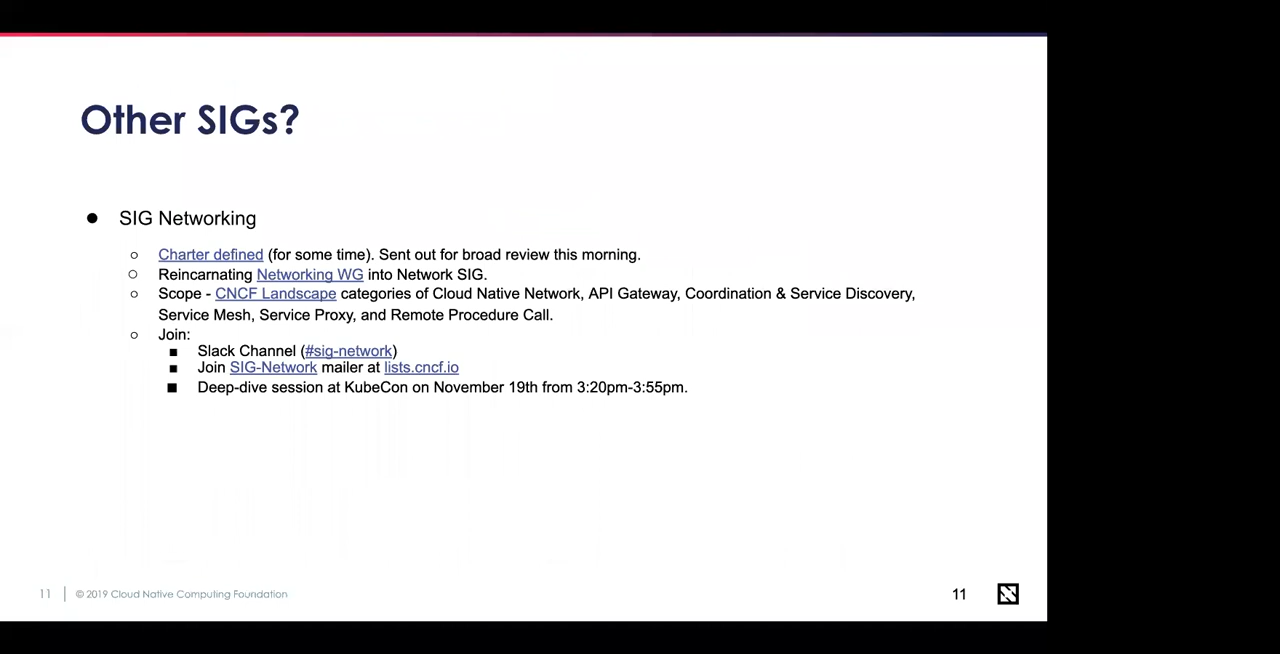 Other SIGs?
● SIG Networking
○ Charter defined (for some time). Sent out for broad review this morning.
○ Reincarnating Networking WG into Network SIG.
○ Scope - CNCF Landscape categories of Cloud Native Network, API Gateway, Coordination & Service Discovery,
Service Mesh, Service Proxy, and Remote Procedure Call.
○ Join:
■ Slack Channel (#sig-network)
■ Join SIG-Network mailer at lists.cncf.io
■ Deep-dive session at KubeCon on November 19th from 3:20pm-3:55pm.
11 | © 2019 Cloud Native Computing Foundation
11